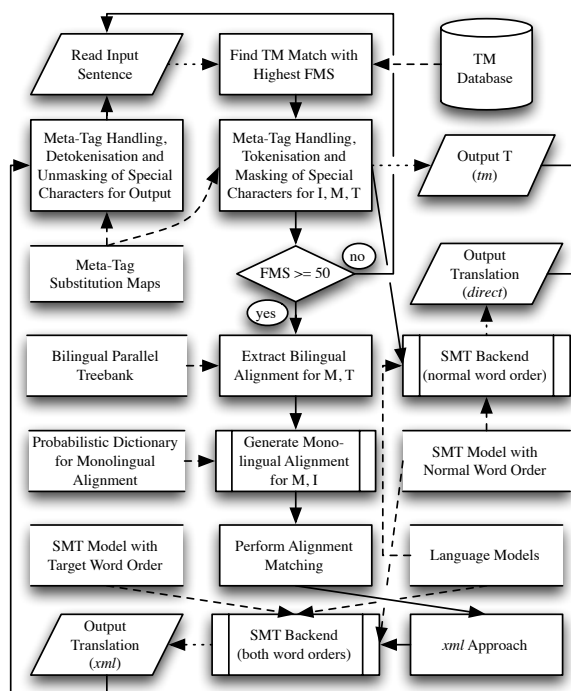 Read Input
Sentence
Find TM Match with
Highest FMS
TM
Database
Meta-Tag Handling,
Detokenisation and
Unmasking of Special
Characters for Output
Meta-Tag Handling,
Tokenisation and
Masking of Special
Characters for I, M, T
Output T
(tm)
Meta-Tag
Substitution Maps
FMS >= 50
no
yes
Output
Translation
(direct)
Bilingual Parallel
Treebank
Extract Bilingual
Alignment for M, T
SMT Backend
(normal word order)
Probabilistic Dictionary
for Monolingual
Alignment
Generate Mono-
lingual Alignment
for M, I
SMT Model with
Normal Word Order
SMT Model with
Target Word Order
Perform Alignment
Matching
Language Models
Output
Translation
(xml)
SMT Backend
(both word orders)
xml Approach